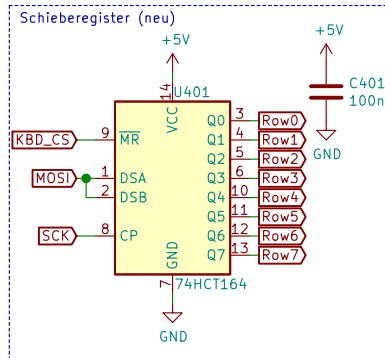 Schieberegister (neu)
+5V
+5V
U401
14
VCC
C401
100n
GND
KBD_CS
9
MR
MOSI
1
DSA
2
DSB
SCK
8
CP
Q0
3
Row0
Q1
4
Row1
Q2
5
Row2
Q3
6
Row3
Q4
10
Row4
Q5
11
Row5
Q6
12
Row6
Q7
13
Row7
GND
7
74HCT164
GND